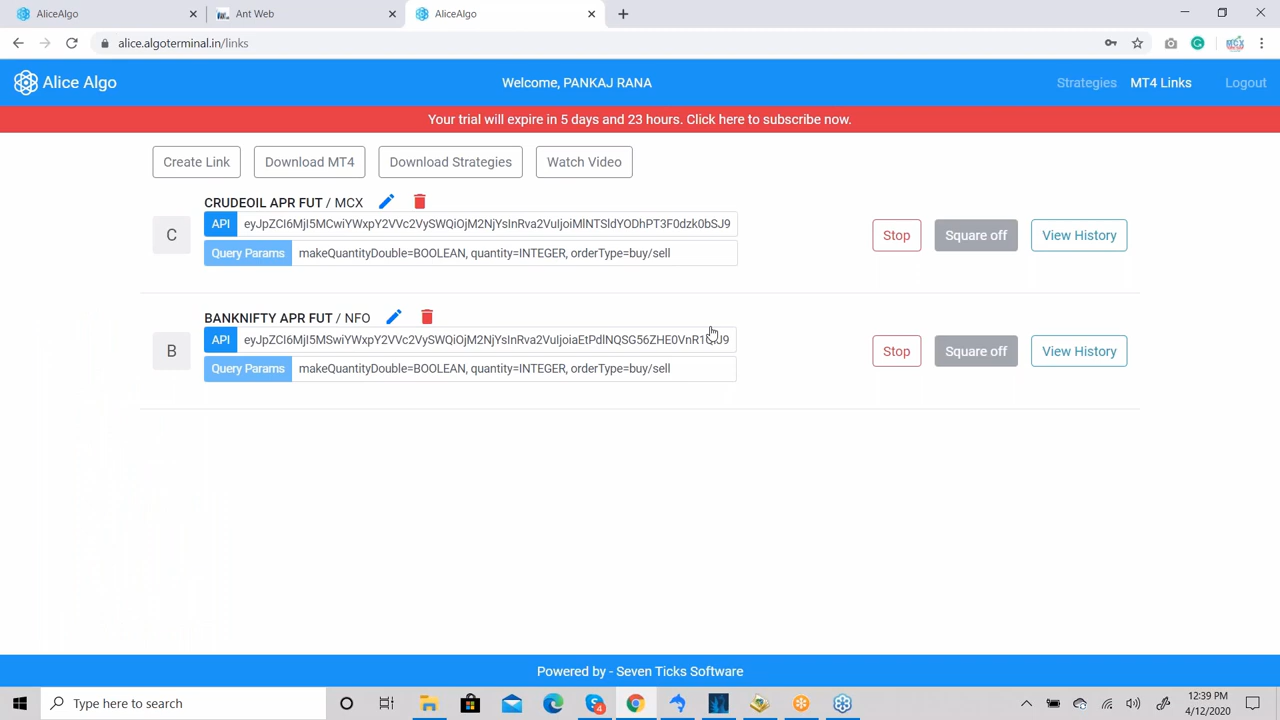 AliceAlgo
Ant Web
AliceAlgo
alice.algoterminal.in/links
Alice Algo
Welcome, PANKAJ RANA
Strategies
MT4 Links
Logout
Your trial will expire in 5 days and 23 hours. Click here to subscribe now.
Create Link
Download MT4
Download Strategies
Watch Video
CRUDEOIL APR FUT / MCX
C
API
eyJpZCI6MjI5MCwiYWxpY2VVc2VySWQiOjM2NjYsInRva2VuIjoiMlNTSldYODhPT3F0dzk0bSJ9
Query Params
makeQuantityDouble=BOOLEAN, quantity=INTEGER, orderType=buy/sell
Stop
Square off
View History
BANKNIFTY APR FUT / NFO
B
API
Query Params
makeQuantityDouble=BOOLEAN, quantity=INTEGER, orderType=buy/sell
Stop
Square off
View History
Powered by - Seven Ticks Software
Type here to search
12:39 PM
4/12/2020